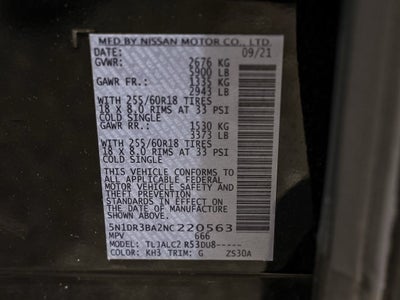 MFD BY NISSAN MOTOR CO., LTD.
DATE: 09/21
GVWR: 2676 KG
5900 LB
GAWR FR.: 1335 KG
2943 LB
WITH 255/60R18 TIRES
18 X 8.0 RIMS AT 33 PSI
COLD SINGLE
GAWR RR.: 1530 KG
3373 LB
WITH 255/60R18 TIRES
18 X 8.0 RIMS AT 33 PSI
COLD SINGLE
THIS VEHICLE CONFORMS TO
ALL APPLICABLE FEDERAL
MOTOR VEHICLE SAFETY AND
THEFT PREVENTION
STANDARDS IN EFFECT ON
THE DATE OF MANUFACTURE
SHOWN ABOVE.
5N1DR3BA2NC220563
MPV 666
MODEL: TLJALC2 R53DU8-----
COLOR: KH3 TRIM: G ZS30A